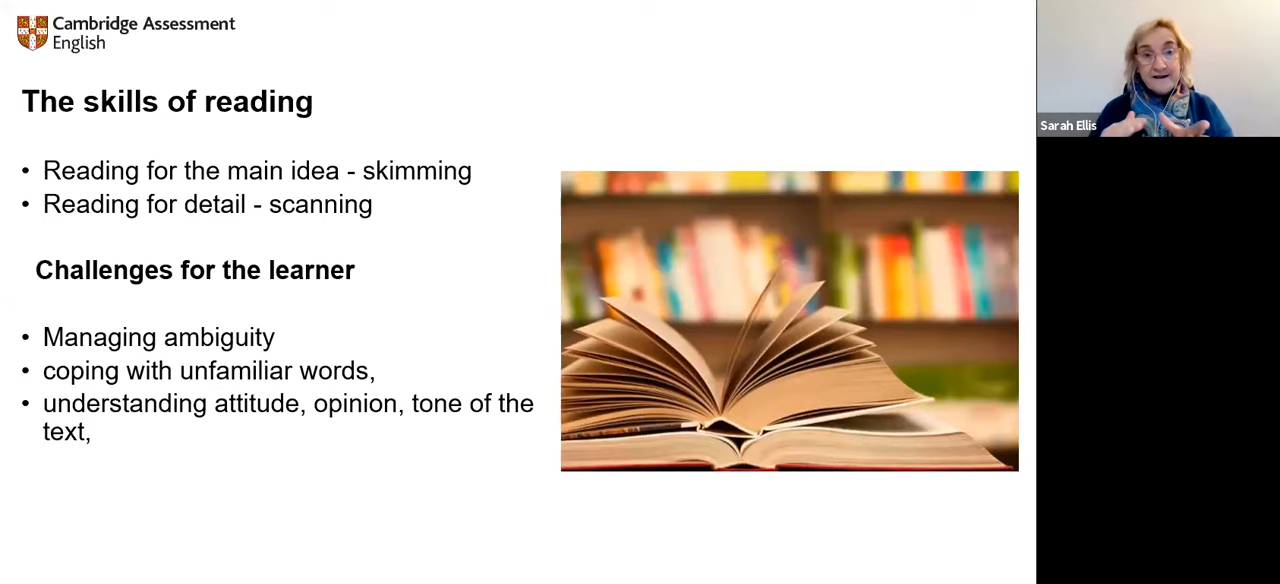 Cambridge Assessment
English
The skills of reading
• Reading for the main idea - skimming
• Reading for detail - scanning
Challenges for the learner
• Managing ambiguity
• coping with unfamiliar words,
• understanding attitude, opinion, tone of the
text,
Sarah Ellis